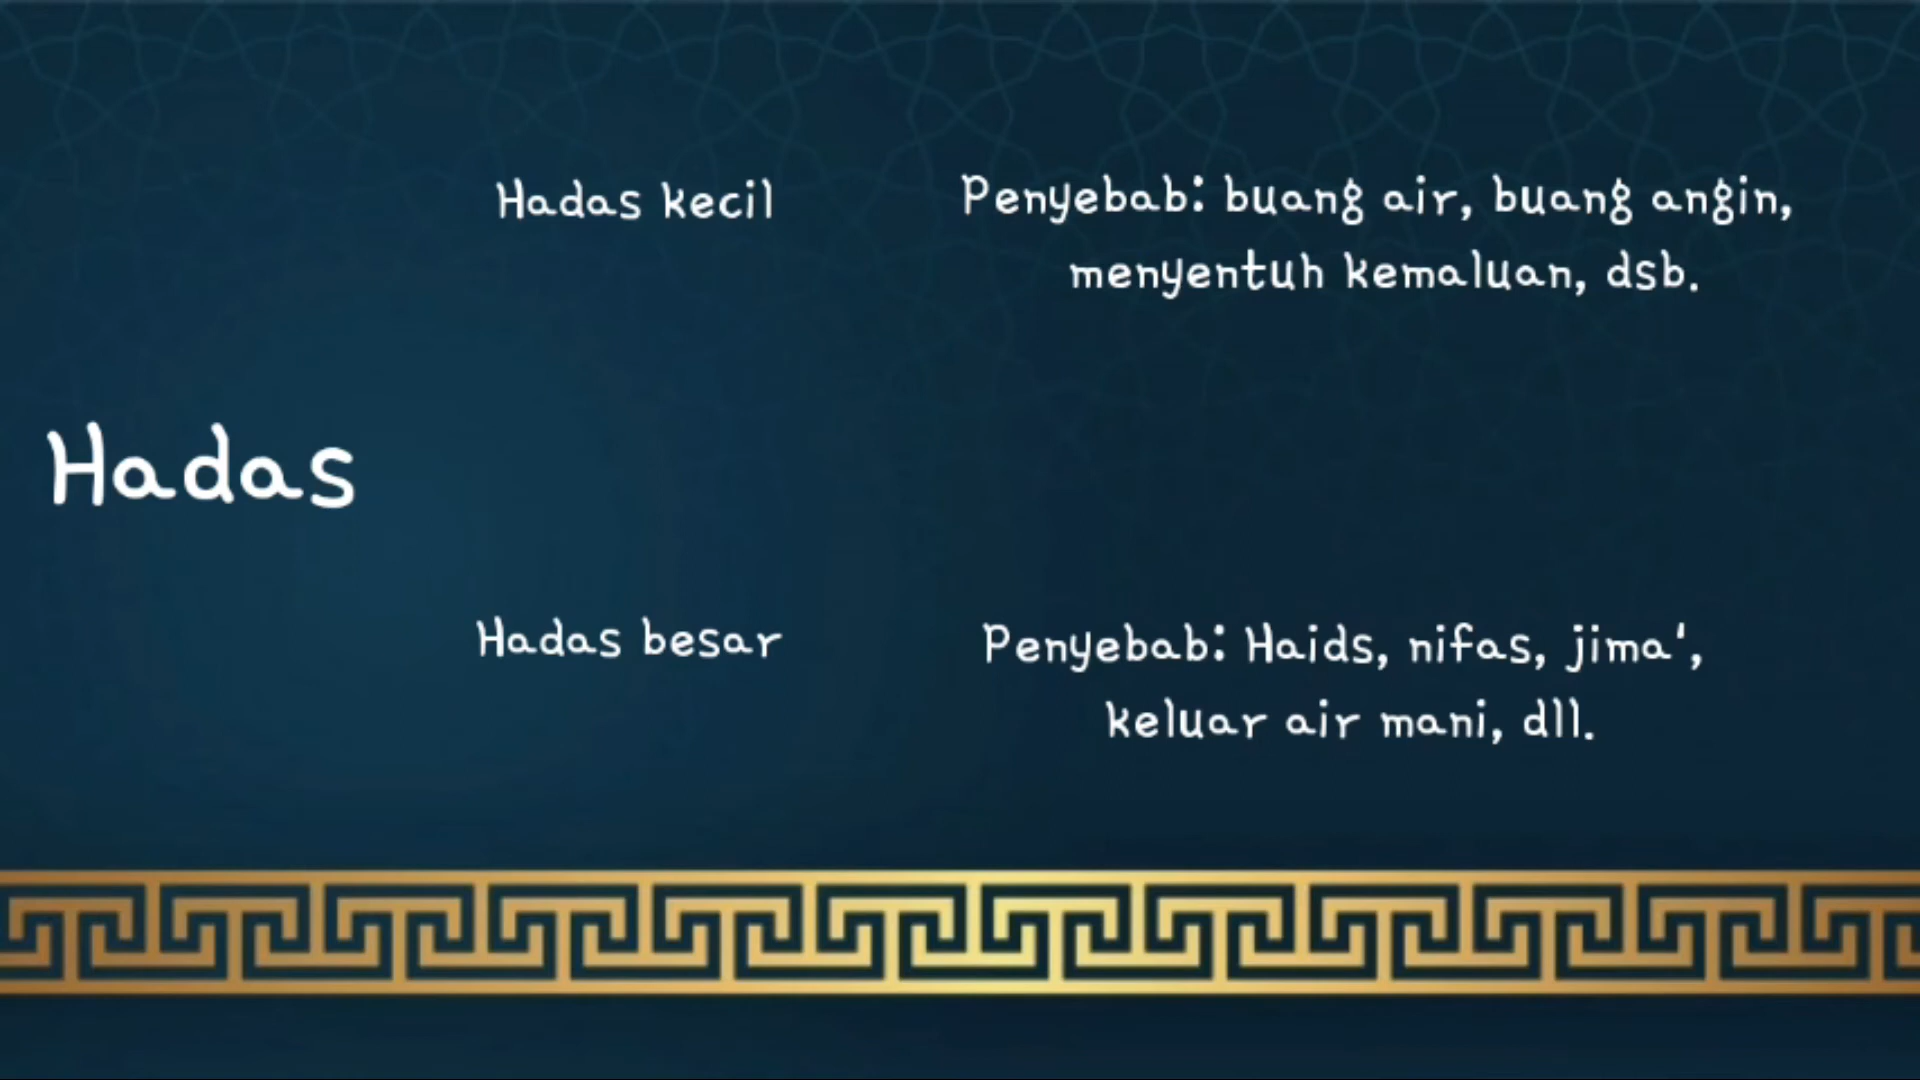 Hadas
Hadas kecil
Penyebab: buang air, buang angin,
menyentuh kemaluan, dsb.
Hadas besar
Penyebab: Haids, nifas, jima',
keluar air mani, dll.